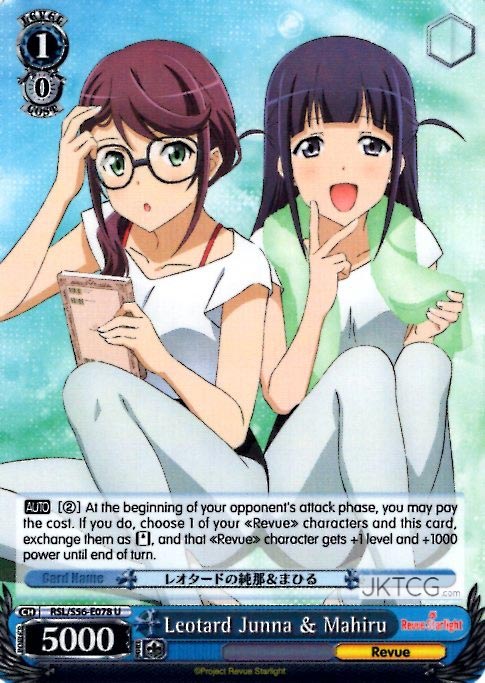 LEVEL
1
0
COST
AUTO [②] At the beginning of your opponent's attack phase, you may pay
the cost. If you do, choose 1 of your «Revue» characters and this card,
exchange them as [*], and that «Revue» character gets +1 level and +1000
power until end of turn.
Card Name レオタードの純那&まひる
JKTCG.com
CH RSL/S56-E078 U
POWER 5000 SOUL Leotard Junna & Mahiru Revue Starlight
Revue
©Project Revue Starlight